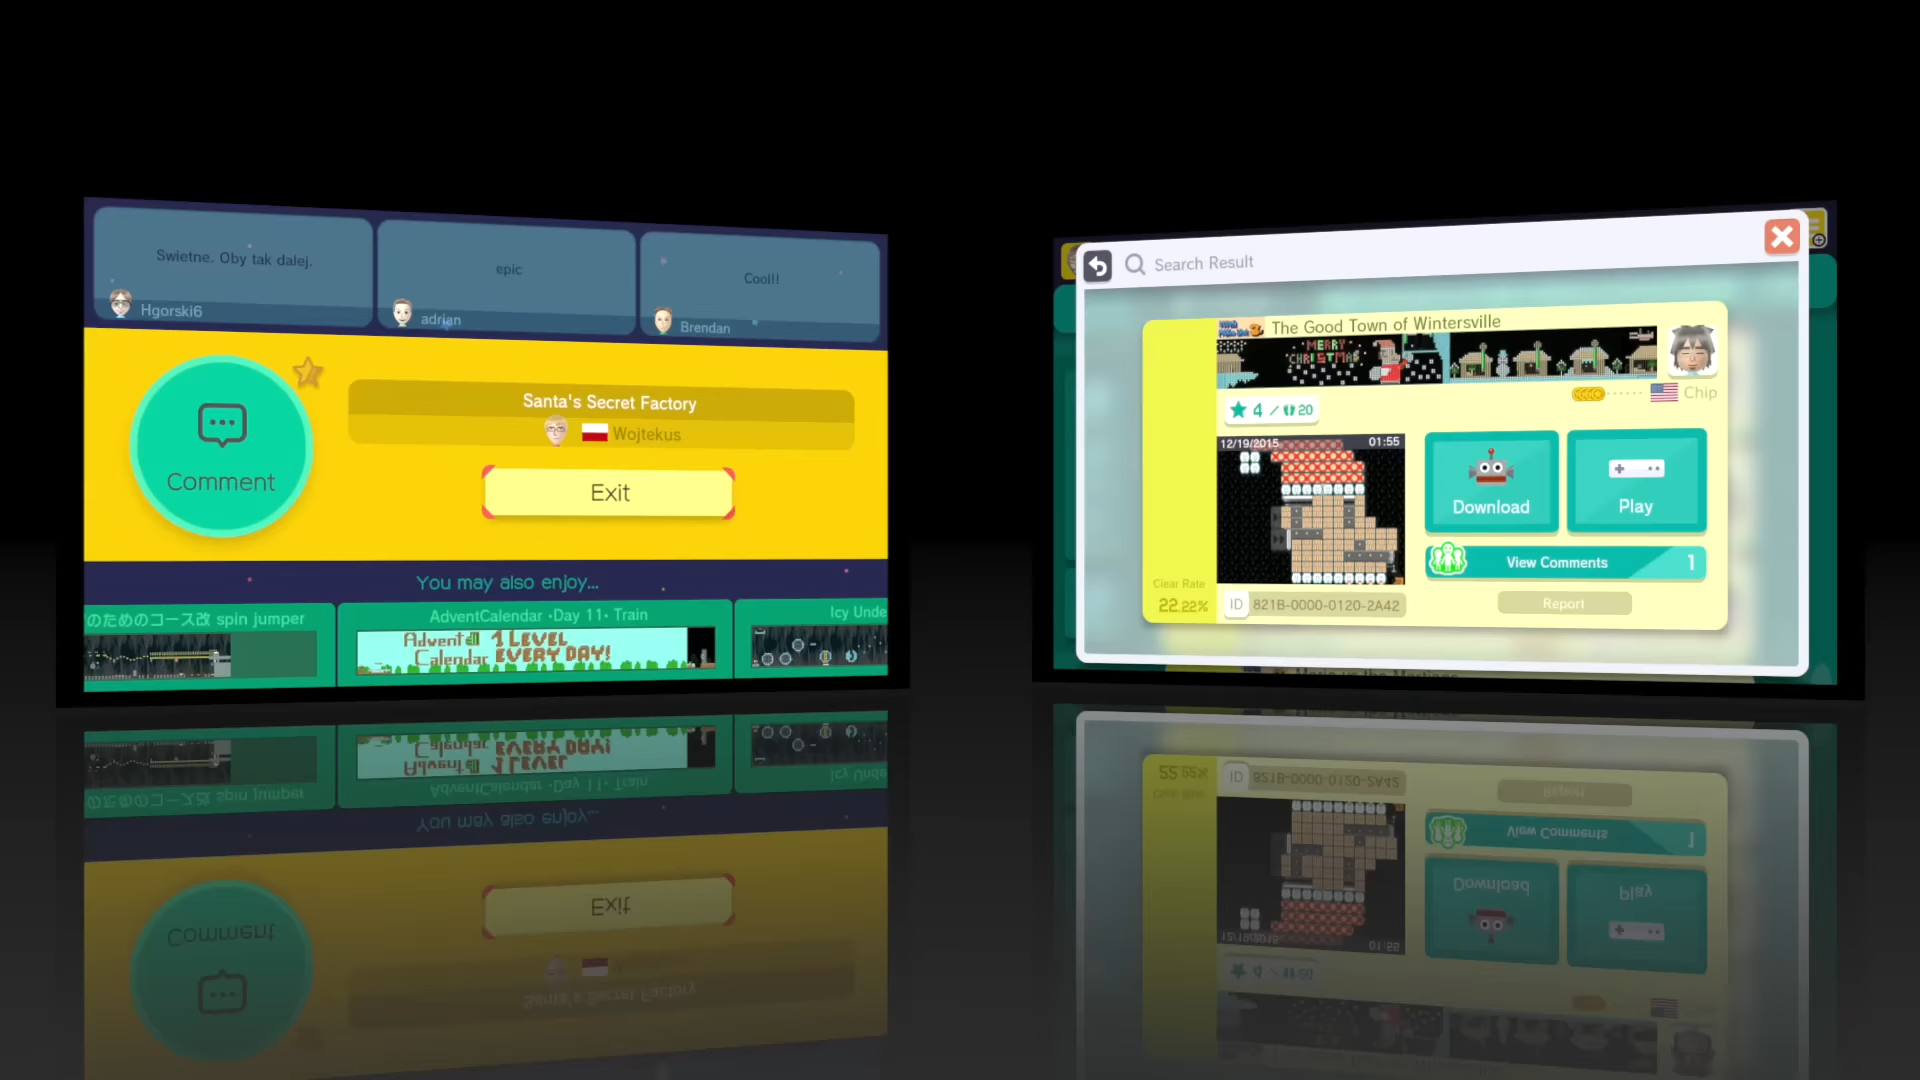 Swietne. Oby tak dalej.
Hgorski6
epic
adrian
Cool!!
Brendan
Comment
Santa's Secret Factory
Wojtekus
Exit
You may also enjoy...
のためのコース改 spin jumper
AdventCalendar ・Day 11・ Train
Advent 1 LEVEL
Calendar EVERY DAY!
Icy Unde
Search Result
The Good Town of Wintersville
MERRY
CHRISTMAS
Chip
4 / 20
12/19/2015 01:55
Download
Play
View Comments 1
Clear Rate
22.22%
ID 821B-0000-0120-2A42
Report